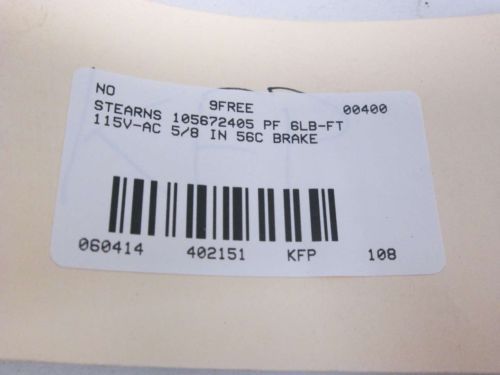 NO 9FREE 00400
STEARNS 105672405 PF 6LB-FT
115V-AC 5/8 IN 56C BRAKE
060414 402151 KFP 108